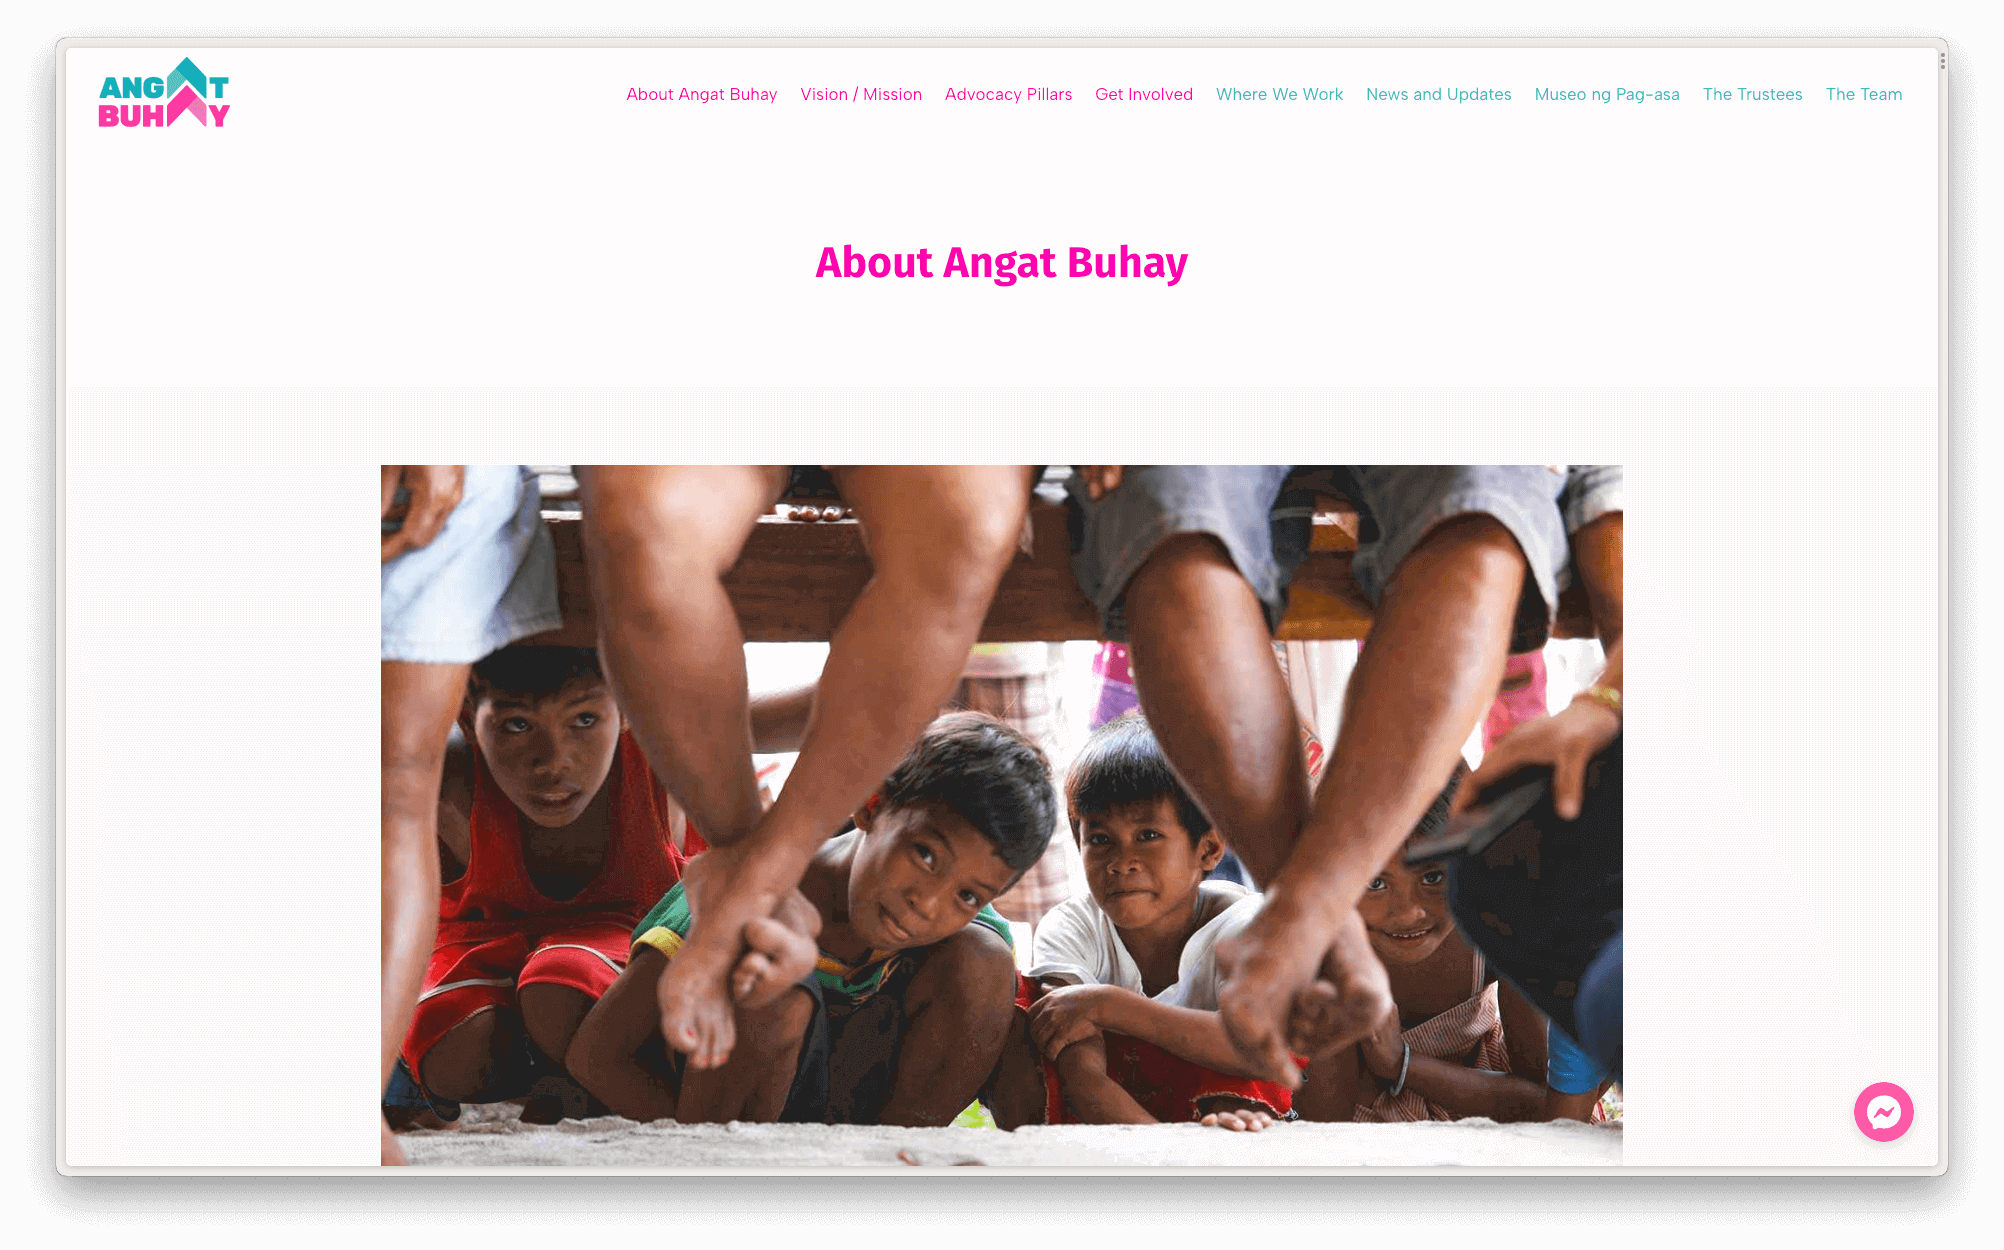 ANGAT
BUHAY
About Angat Buhay
Vision / Mission
Advocacy Pillars
Get Involved
Where We Work
News and Updates
Museo ng Pag-asa
The Trustees
The Team
About Angat Buhay